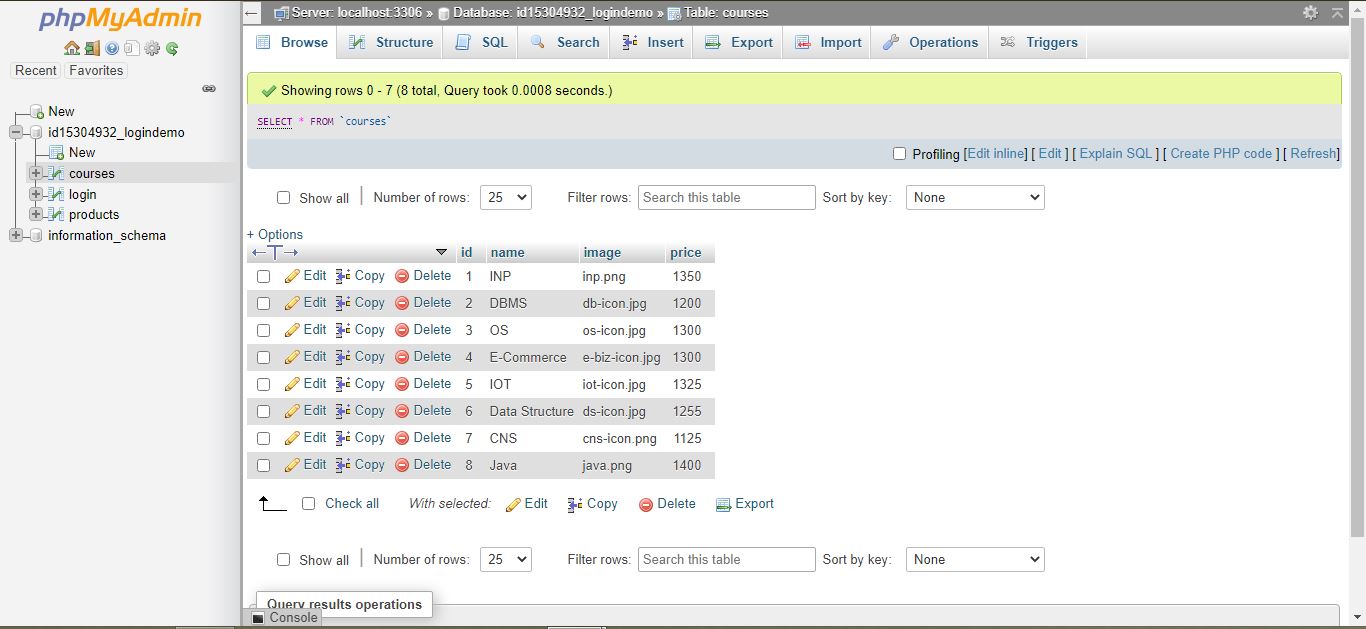 phpMyAdmin
Recent Favorites
New
id15304932_logindemo
New
courses
login
products
information_schema
Server: localhost:3306 » Database: id15304932_logindemo » Table: courses
Browse Structure SQL Search Insert Export Import Operations Triggers
Showing rows 0 - 7 (8 total, Query took 0.0008 seconds.)
SELECT * FROM `courses`
Profiling [Edit inline] [ Edit ] [ Explain SQL ] [ Create PHP code ] [ Refresh]
Show all Number of rows: 25 Filter rows: Search this table Sort by key: None
+ Options
←T→ id name image price
Edit Copy Delete 1 INP inp.png 1350
Edit Copy Delete 2 DBMS db-icon.jpg 1200
Edit Copy Delete 3 OS os-icon.jpg 1300
Edit Copy Delete 4 E-Commerce e-biz-icon.jpg 1300
Edit Copy Delete 5 IOT iot-icon.jpg 1325
Edit Copy Delete 6 Data Structure ds-icon.jpg 1255
Edit Copy Delete 7 CNS cns-icon.png 1125
Edit Copy Delete 8 Java java.png 1400
Check all With selected: Edit Copy Delete Export
Show all Number of rows: 25 Filter rows: Search this table Sort by key: None
Query results operations
Console